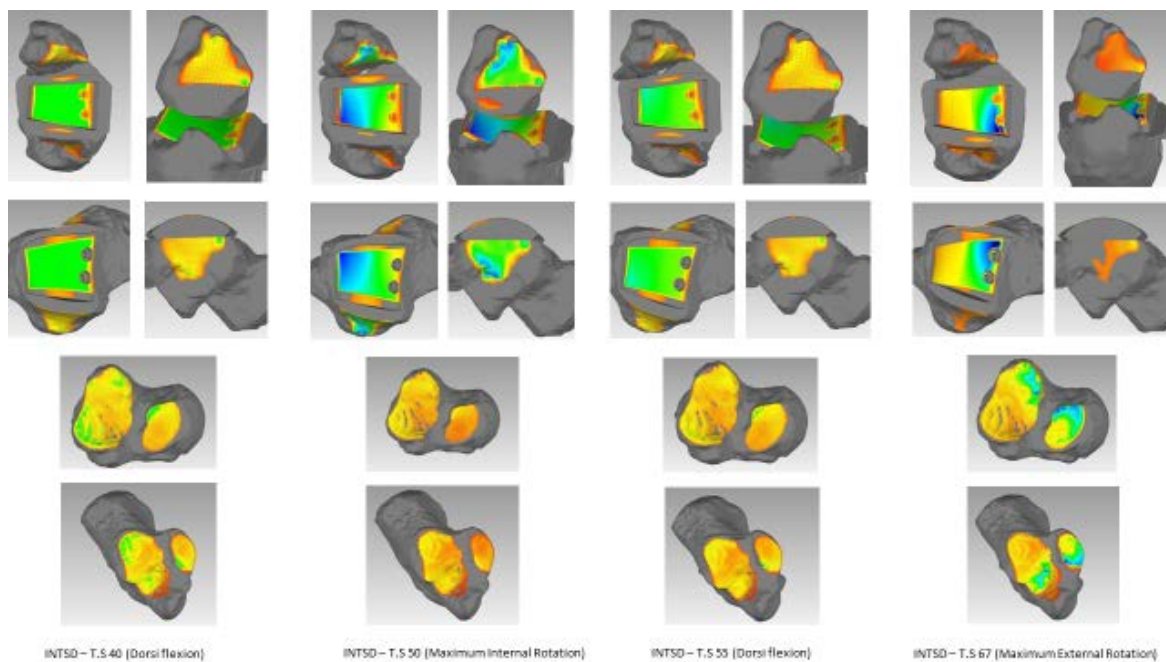 INTSD – T.S 40 (Dorsi flexion)
INTSD – T.S 50 (Maximum Internal Rotation)
INTSD – T.S 55 (Dorsi flexion)
INTSD – T.S 67 (Maximum External Rotation)